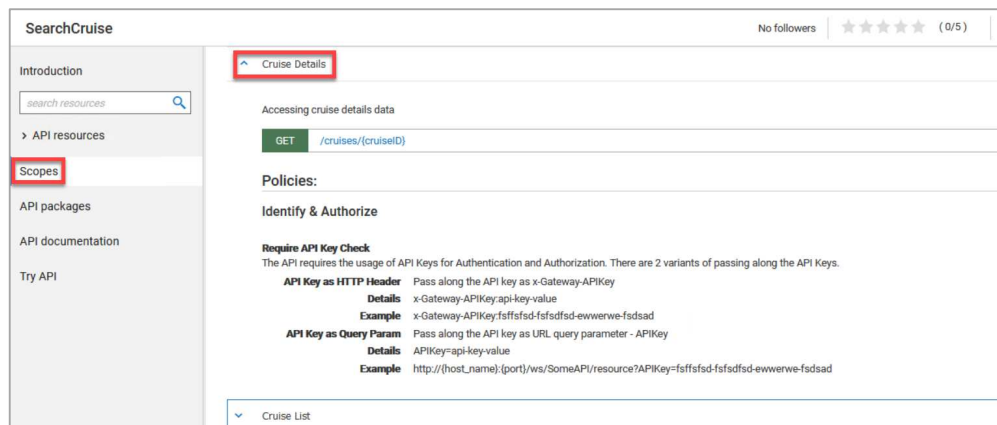 SearchCruise
No followers
(0/5)
Introduction
search resources
> API resources
Scopes
API packages
API documentation
Try API
Cruise Details
Accessing cruise details data
GET /cruises/{cruiseID}
Policies:
Identify & Authorize
Require API Key Check
The API requires the usage of API Keys for Authentication and Authorization. There are 2 variants of passing along the API Keys.
API Key as HTTP Header Pass along the API key as x-Gateway-APIKey
Details x-Gateway-APIKey:api-key-value
Example x-Gateway-APIKey:fsffsfsd-fsfsdfsd-ewwerwe-fsdsad
API Key as Query Param Pass along the API key as URL query parameter - APIKey
Details APIKey=api-key-value
Example http://{host_name}:{port}/ws/SomeAPI/resource?APIKey=fsffsfsd-fsfsdfsd-ewwerwe-fsdsad
Cruise List